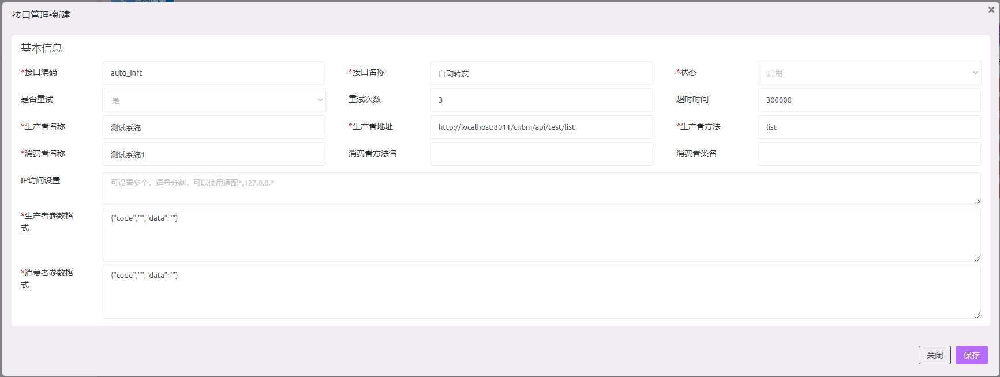 接口管理-新建
基本信息
*接口编码 auto_inft *接口名称 自动转发 *状态 启用
是否重试 是 重试次数 3 超时时间 300000
*生产者名称 测试系统 *生产者地址 http://localhost:8011/cnbm/api/test/list *生产者方法 list
*消费者名称 测试系统1 消费者方法名 消费者类名
IP访问设置 可设置多个，逗号分割，可以使用通配*,127.0.0.*
*生产者参数格 {"code","","data":""}
式
*消费者参数格 {"code","","data":""}
式
关闭 保存